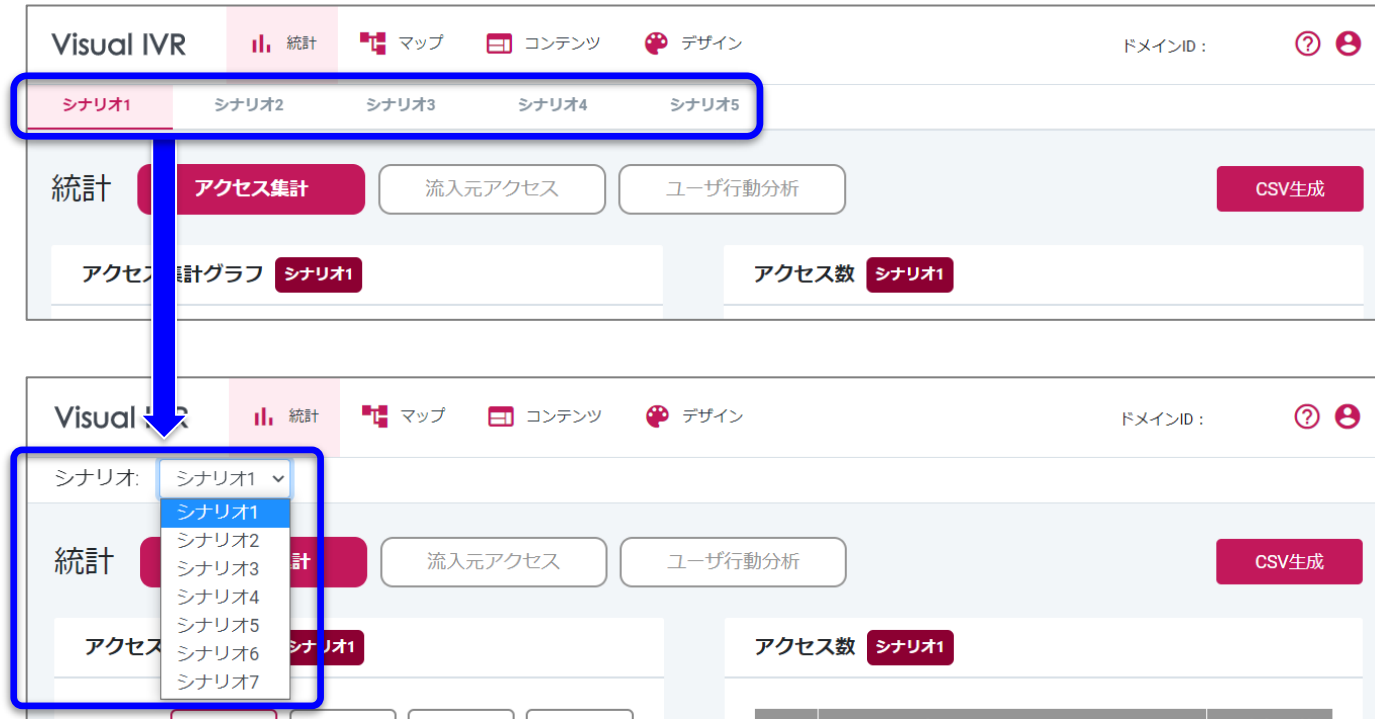 Visual IVR 統計 マップ コンテンツ デザイン ドメインID :
シナリオ1 シナリオ2 シナリオ3 シナリオ4 シナリオ5
統計 アクセス集計 流入元アクセス ユーザ行動分析 CSV生成
アクセス集計グラフ シナリオ1 アクセス数 シナリオ1
Visual IVR 統計 マップ コンテンツ デザイン ドメインID :
シナリオ: シナリオ1
シナリオ1
シナリオ2
シナリオ3
シナリオ4
シナリオ5
シナリオ6
シナリオ7
統計 計 流入元アクセス ユーザ行動分析 CSV生成
アクセス シナリオ1 アクセス数 シナリオ1